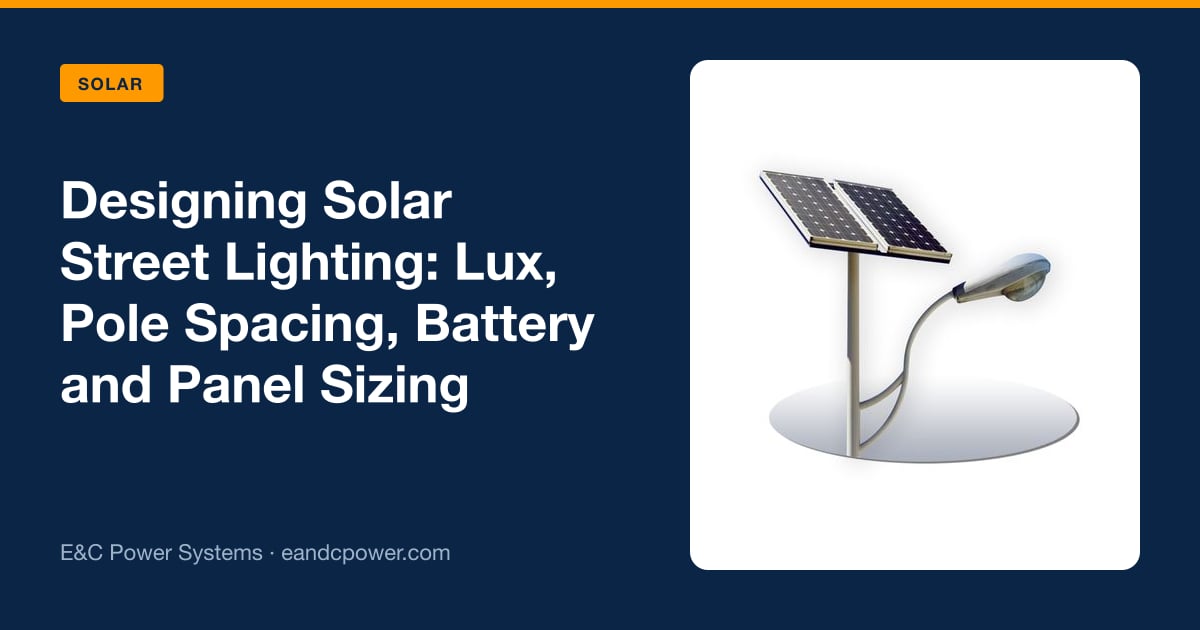 SOLAR
Designing Solar
Street Lighting: Lux,
Pole Spacing, Battery
and Panel Sizing
E&C Power Systems · eandcpower.com